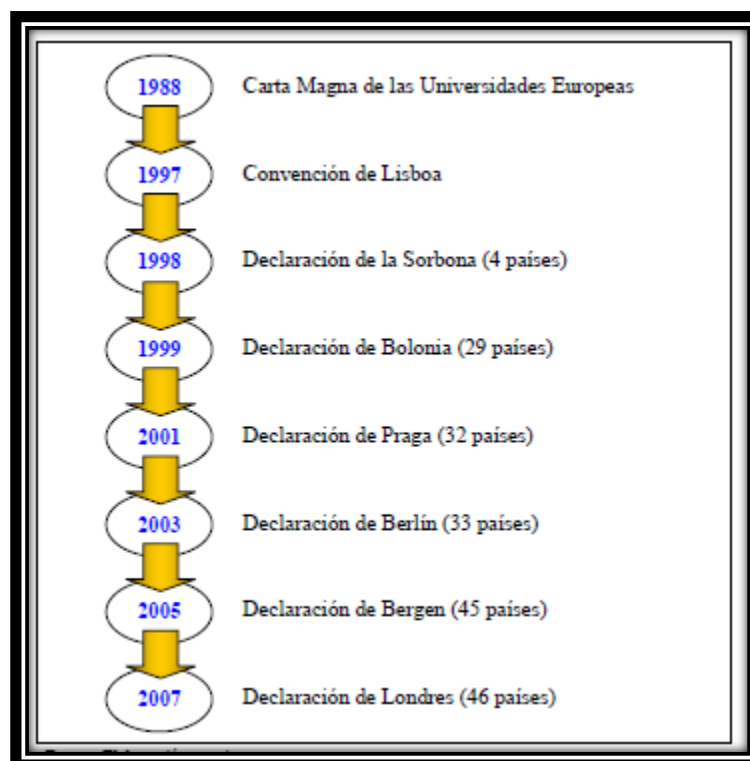 1988 Carta Magna de las Universidades Europeas
1997 Convención de Lisboa
1998 Declaración de la Sorbona (4 países)
1999 Declaración de Bolonia (29 países)
2001 Declaración de Praga (32 países)
2003 Declaración de Berlín (33 países)
2005 Declaración de Bergen (45 países)
2007 Declaración de Londres (46 países)